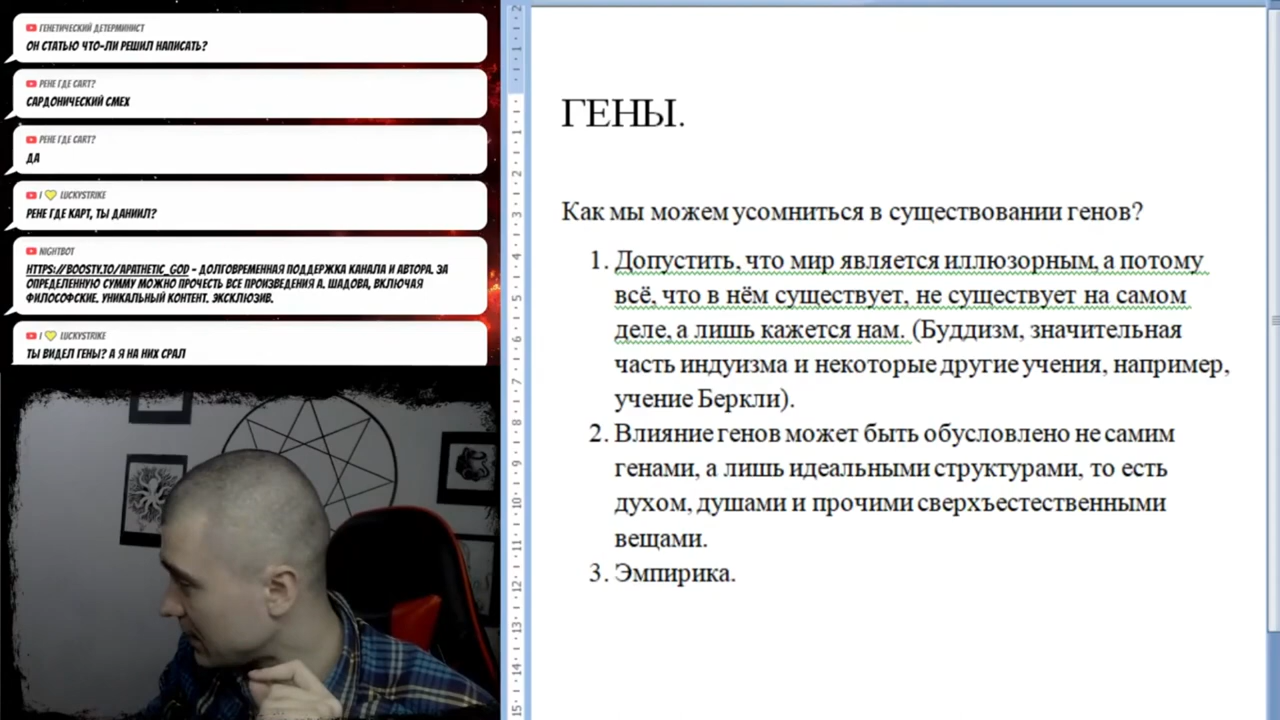 ГЕНЕТИЧЕСКИЙ ДЕТЕРМИНИСТ
ОН СТАТЬЮ ЧТО-ЛИ РЕШИЛ НАПИСАТЬ?
РЕНЕ ГДЕ CART?
САРДОНИЧЕСКИЙ СМЕХ
РЕНЕ ГДЕ CART?
ДА
I 💛 LUCKYSTRIKE
РЕНЕ ГДЕ КАРТ, ТЫ ДАНИИЛ?
NIGHTBOT
HTTPS://BOOSTY.TO/APATHETIC_GOD - ДОЛГОВРЕМЕННАЯ ПОДДЕРЖКА КАНАЛА И АВТОРА. ЗА
ОПРЕДЕЛЕННУЮ СУММУ МОЖНО ПРОЧЕСТЬ ВСЕ ПРОИЗВЕДЕНИЯ А. ШАДОВА, ВКЛЮЧАЯ
ФИЛОСОФСКИЕ. УНИКАЛЬНЫЙ КОНТЕНТ. ЭКСКЛЮЗИВ.
I 💛 LUCKYSTRIKE
ТЫ ВИДЕЛ ГЕНЫ? А Я НА НИХ СРАЛ
ГЕНЫ.
Как мы можем усомниться в существовании генов?
1. Допустить, что мир является иллюзорным, а потому
всё, что в нём существует, не существует на самом
деле, а лишь кажется нам. (Буддизм, значительная
часть индуизма и некоторые другие учения, например,
учение Беркли).
2. Влияние генов может быть обусловлено не самим
генами, а лишь идеальными структурами, то есть
духом, душами и прочими сверхъестественными
вещами.
3. Эмпирика.